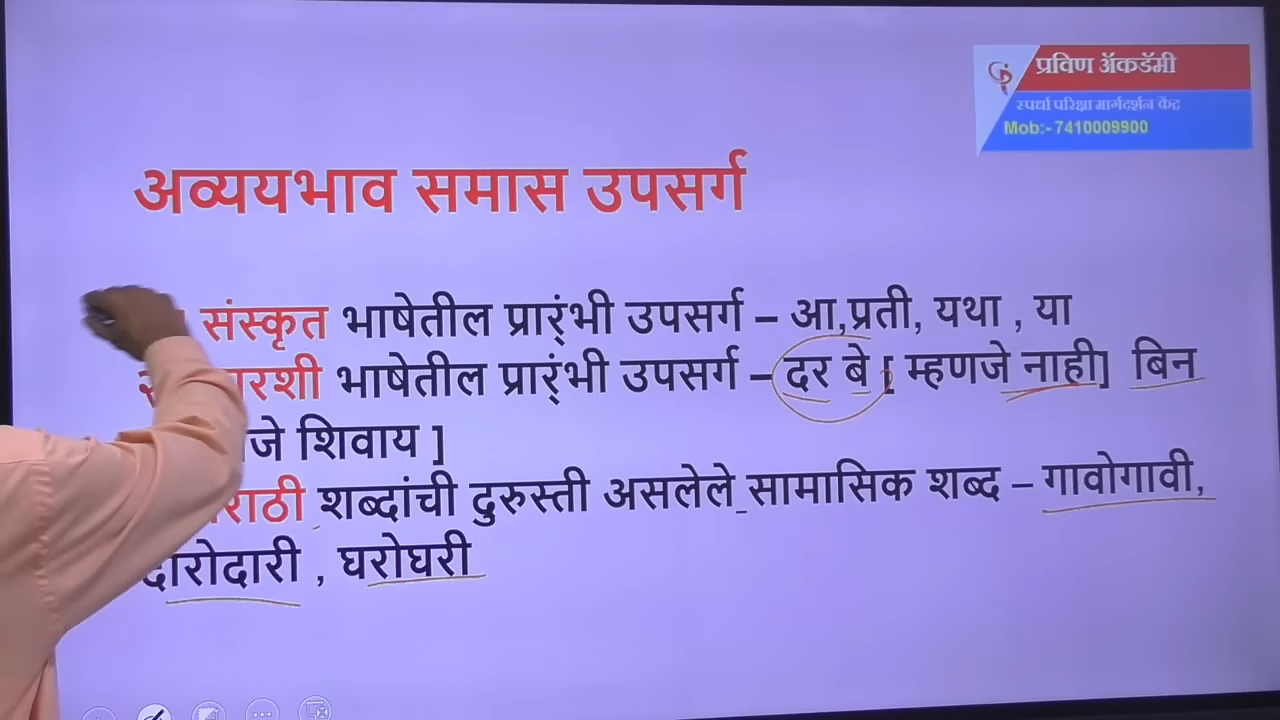 प्रविण ॲकडॅमी
स्पर्धा परिक्षा मार्गदर्शन केंद्र
Mob:- 7410009900
अव्ययभाव समास उपसर्ग
संस्कृत भाषेतील प्रार्ंभी उपसर्ग – आ,प्रती, यथा , या
भाषेतील प्रार्ंभी उपसर्ग – दर बे [ म्हणजे नाही] बिन
शिवाय ]
शब्दांची दुरुस्ती असलेले सामासिक शब्द – गावोगावी,
दारोदारी , घरोघरी